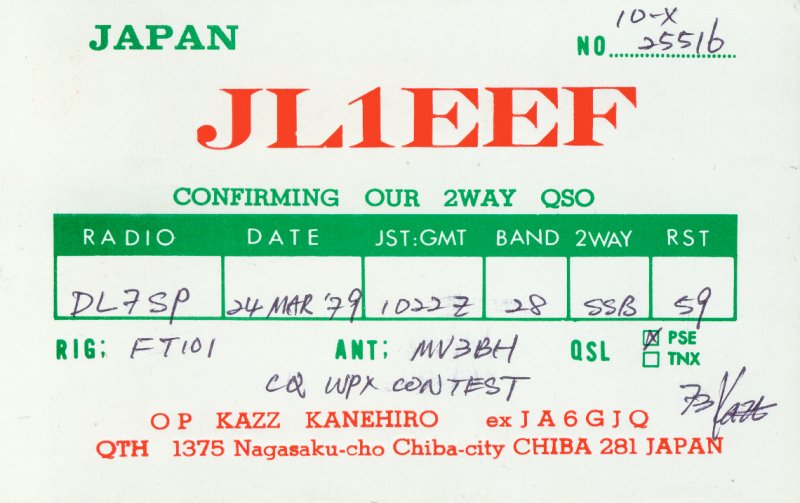 JAPAN
10-X
NO 25516
JL1EEF
CONFIRMING OUR 2WAY QSO
RADIO DATE JST:GMT BAND 2WAY RST
DL7SP 24 MAR '79 1022Z 28 SSB 59
RIG; FT101 ANT; MV3BH QSL PSE
TNX
CQ WPX CONTEST
73 Kazz
OP KAZZ KANEHIRO ex JA6GJQ
QTH 1375 Nagasaku-cho Chiba-city CHIBA 281 JAPAN